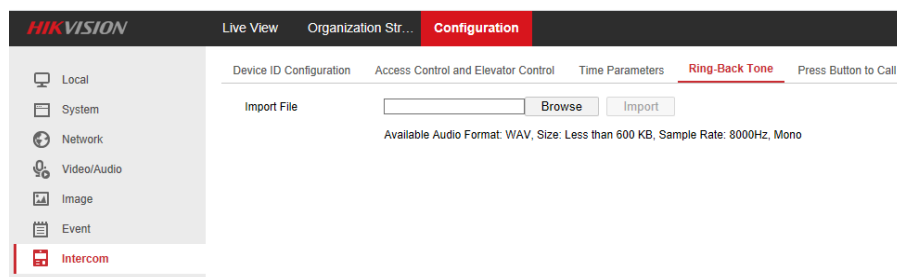 HIKVISION
Live View Organization Str... Configuration
Device ID Configuration Access Control and Elevator Control Time Parameters Ring-Back Tone Press Button to Call
Local
Import File Browse Import
System
Available Audio Format: WAV, Size: Less than 600 KB, Sample Rate: 8000Hz, Mono
Network
Video/Audio
Image
Event
Intercom